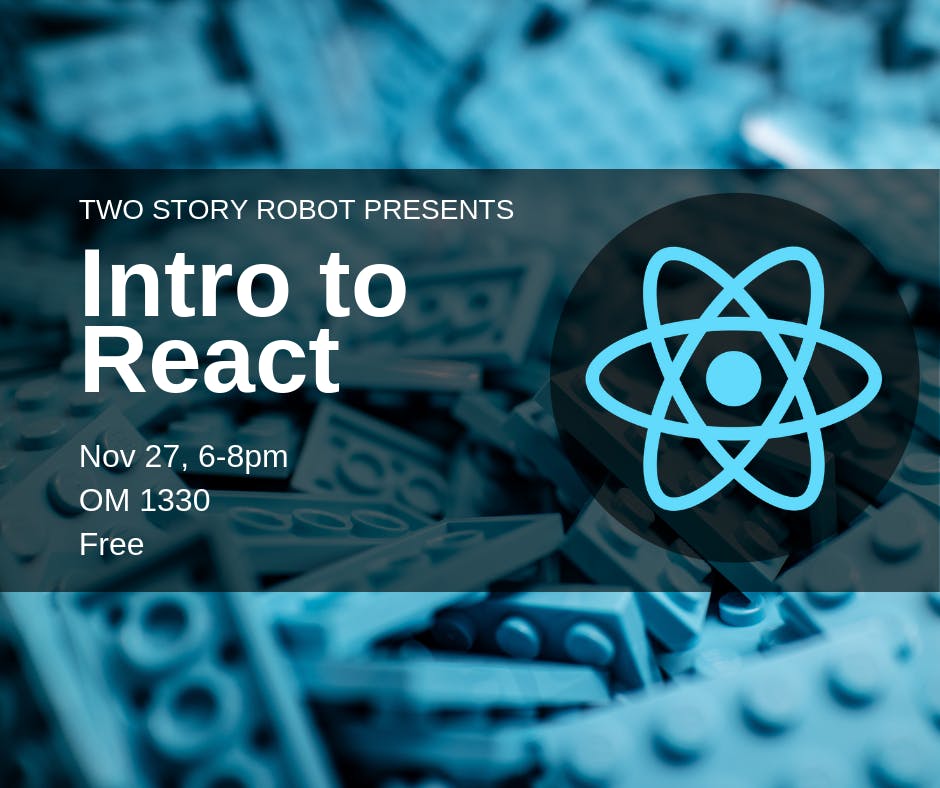 TWO STORY ROBOT PRESENTS
Intro to
React
Nov 27, 6-8pm
OM 1330
Free